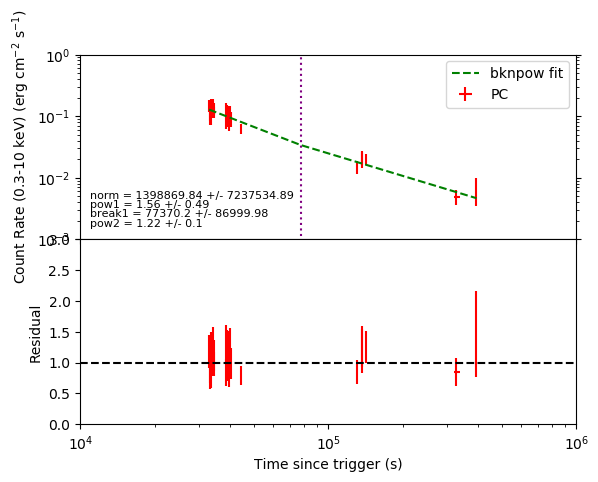 Count Rate (0.3-10 keV) (erg cm⁻² s⁻¹)
10⁰
10⁻¹
10⁻²
10⁻³
bknpow fit
PC
norm = 1398869.84 +/- 7237534.89
pow1 = 1.56 +/- 0.49
break1 = 77370.2 +/- 86999.98
pow2 = 1.22 +/- 0.1
Residual
3.0
2.5
2.0
1.5
1.0
0.5
0.0
10⁴ 10⁵ 10⁶
Time since trigger (s)